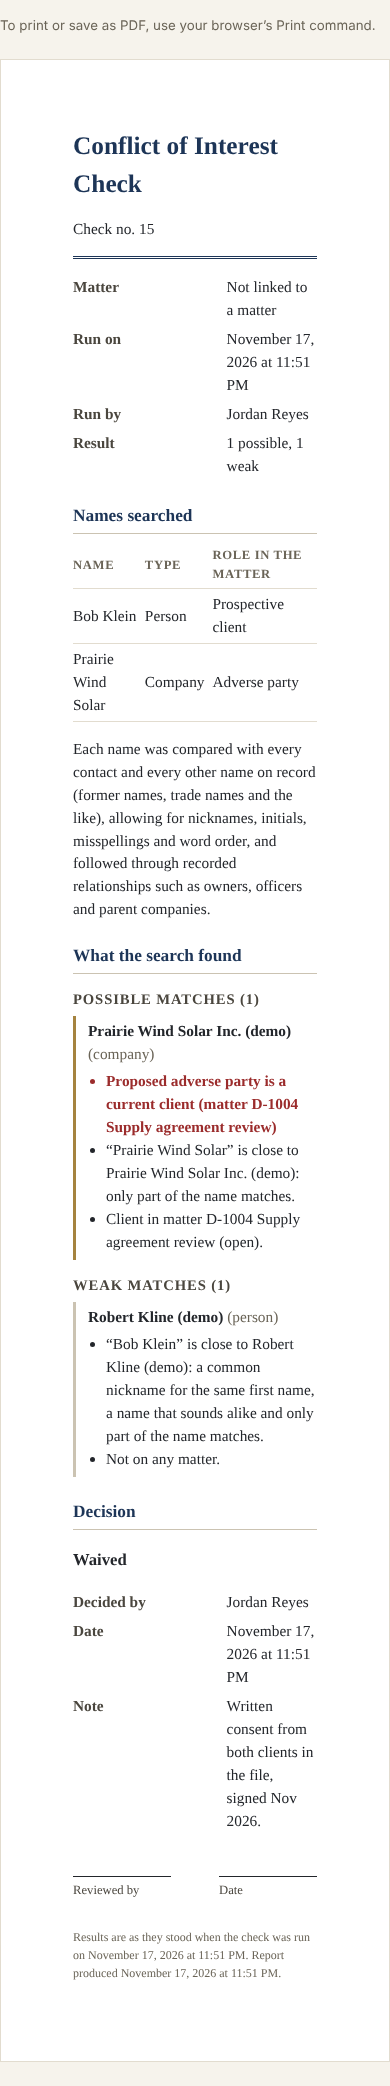 To print or save as PDF, use your browser’s Print command.
Conflict of Interest
Check
Check no. 15
Matter Not linked to
a matter
Run on November 17,
2026 at 11:51
PM
Run by Jordan Reyes
Result 1 possible, 1
weak
Names searched
NAME TYPE ROLE IN THE
MATTER
Bob Klein Person Prospective
client
Prairie
Wind
Solar Company Adverse party
Each name was compared with every
contact and every other name on record
(former names, trade names and the
like), allowing for nicknames, initials,
misspellings and word order, and
followed through recorded
relationships such as owners, officers
and parent companies.
What the search found
POSSIBLE MATCHES (1)
Prairie Wind Solar Inc. (demo)
(company)
• Proposed adverse party is a
current client (matter D-1004
Supply agreement review)
• “Prairie Wind Solar” is close to
Prairie Wind Solar Inc. (demo):
only part of the name matches.
• Client in matter D-1004 Supply
agreement review (open).
WEAK MATCHES (1)
Robert Kline (demo) (person)
• “Bob Klein” is close to Robert
Kline (demo): a common
nickname for the same first name,
a name that sounds alike and only
part of the name matches.
• Not on any matter.
Decision
Waived
Decided by Jordan Reyes
Date November 17,
2026 at 11:51
PM
Note Written
consent from
both clients in
the file,
signed Nov
2026.
Reviewed by Date
Results are as they stood when the check was run
on November 17, 2026 at 11:51 PM. Report
produced November 17, 2026 at 11:51 PM.